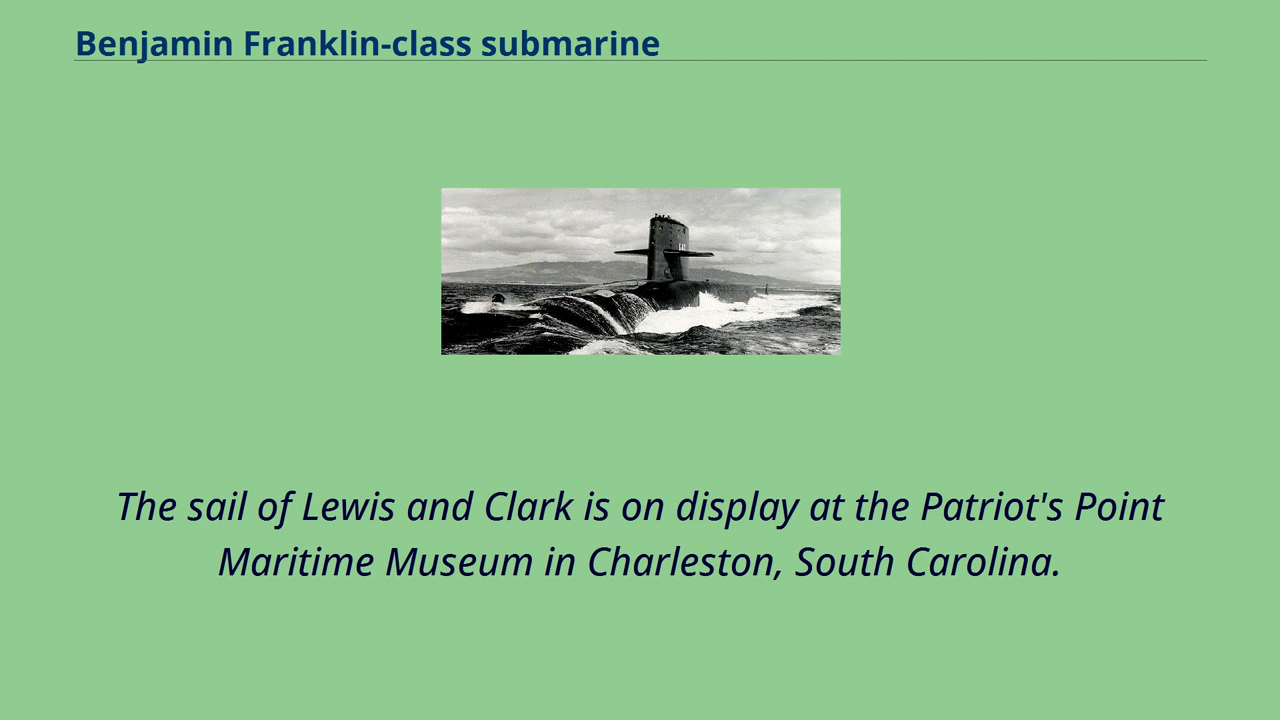 Benjamin Franklin-class submarine
The sail of Lewis and Clark is on display at the Patriot's Point
Maritime Museum in Charleston, South Carolina.